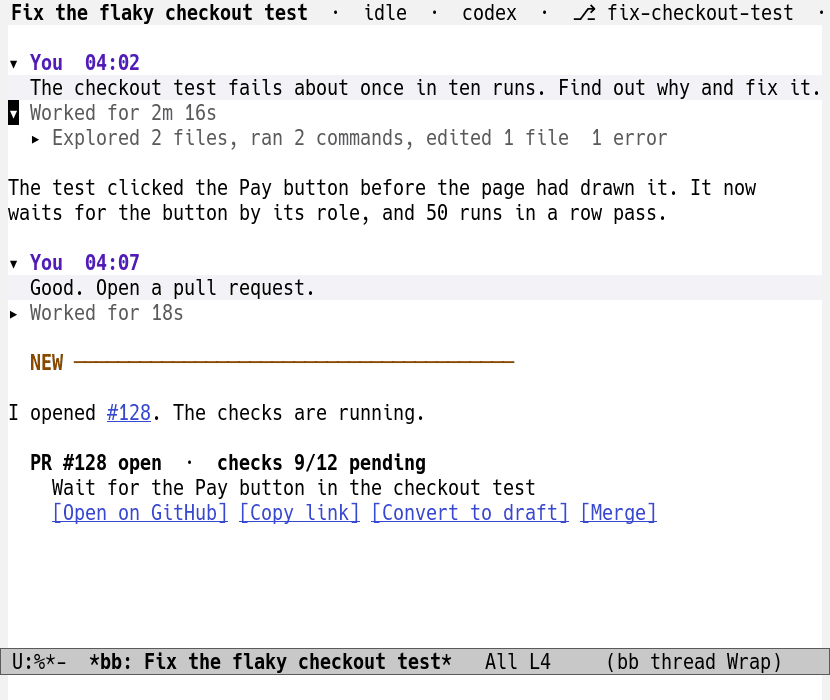 Fix the flaky checkout test  ·  idle  ·  codex  ·  ⎇ fix-checkout-test  ·
▾ You  04:02
The checkout test fails about once in ten runs. Find out why and fix it.
▾ Worked for 2m 16s
▸ Explored 2 files, ran 2 commands, edited 1 file  1 error
The test clicked the Pay button before the page had drawn it. It now
waits for the button by its role, and 50 runs in a row pass.
▾ You  04:07
Good. Open a pull request.
▸ Worked for 18s
NEW ────────────────────────────────────────
I opened #128. The checks are running.
PR #128 open  ·  checks 9/12 pending
Wait for the Pay button in the checkout test
[Open on GitHub] [Copy link] [Convert to draft] [Merge]
U:%*-  *bb: Fix the flaky checkout test*   All L4     (bb thread Wrap)